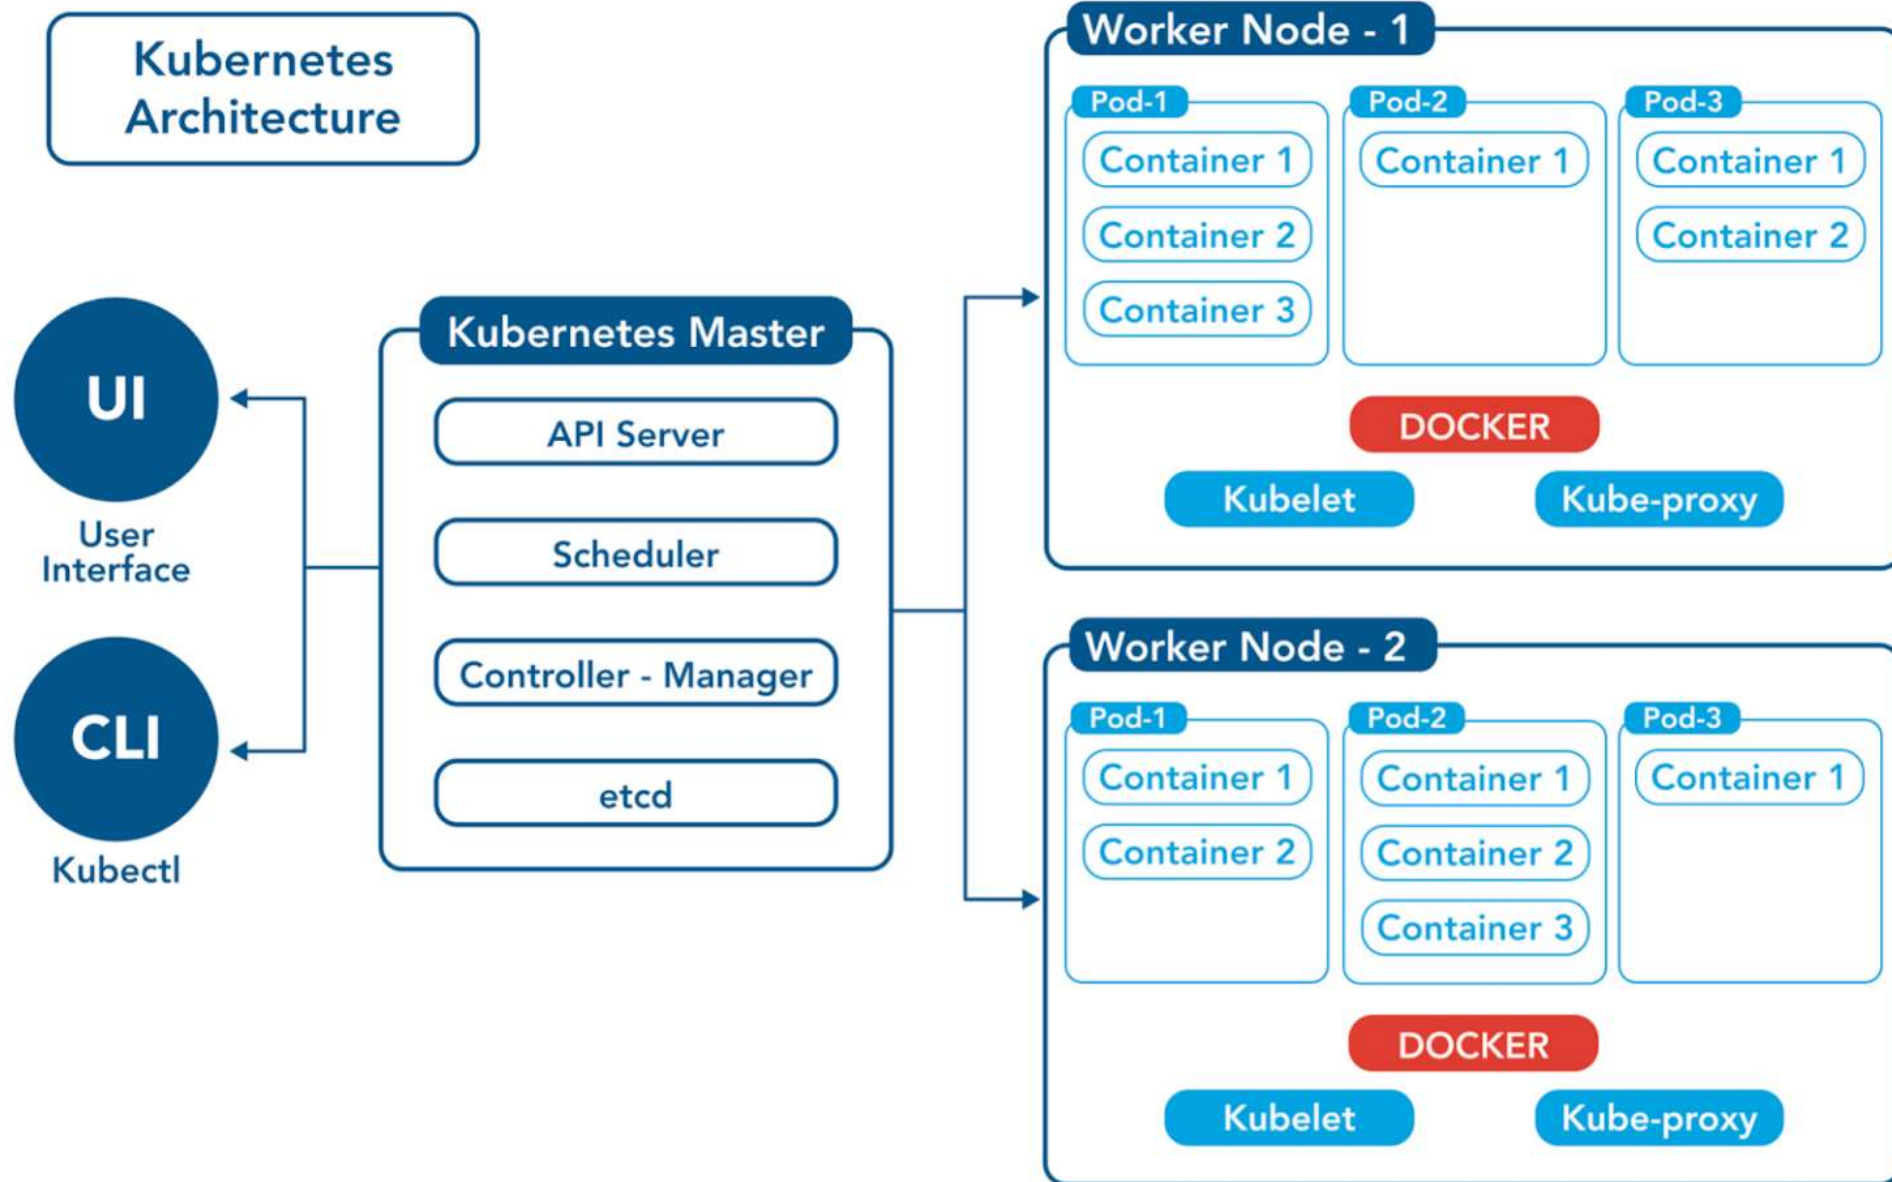 Kubernetes
Architecture
UI
User
Interface
CLI
Kubectl
Kubernetes Master
API Server
Scheduler
Controller - Manager
etcd
Worker Node - 1
Pod-1
Container 1
Container 2
Container 3
Pod-2
Container 1
Pod-3
Container 1
Container 2
DOCKER
Kubelet
Kube-proxy
Worker Node - 2
Pod-1
Container 1
Container 2
Pod-2
Container 1
Container 2
Container 3
Pod-3
Container 1
DOCKER
Kubelet
Kube-proxy